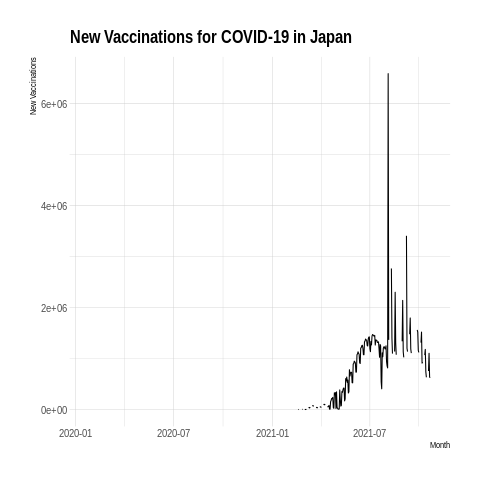 New Vaccinations for COVID-19 in Japan
New Vaccinations
6e+06
4e+06
2e+06
0e+00
2020-01 2020-07 2021-01 2021-07
Month